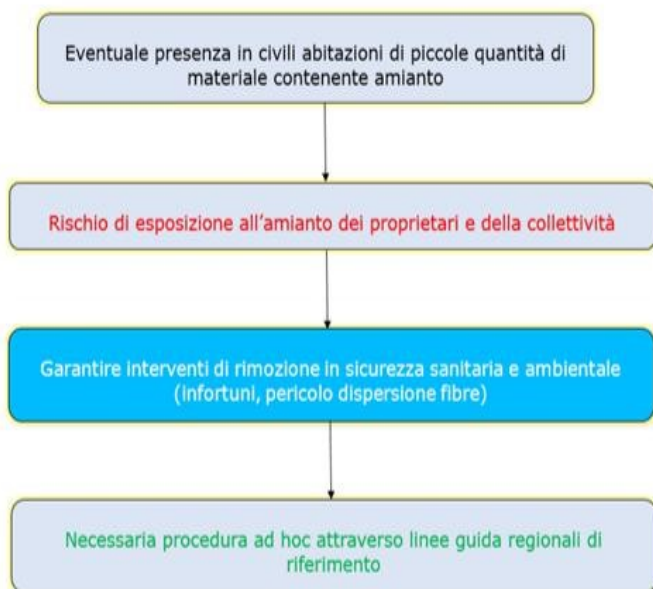 Eventuale presenza in civili abitazioni di piccole quantità di
materiale contenente amianto
Rischio di esposizione all'amianto dei proprietari e della collettività
Garantire interventi di rimozione in sicurezza sanitaria e ambientale
(infortuni, pericolo dispersione fibre)
Necessaria procedura ad hoc attraverso linee guida regionali di
riferimento